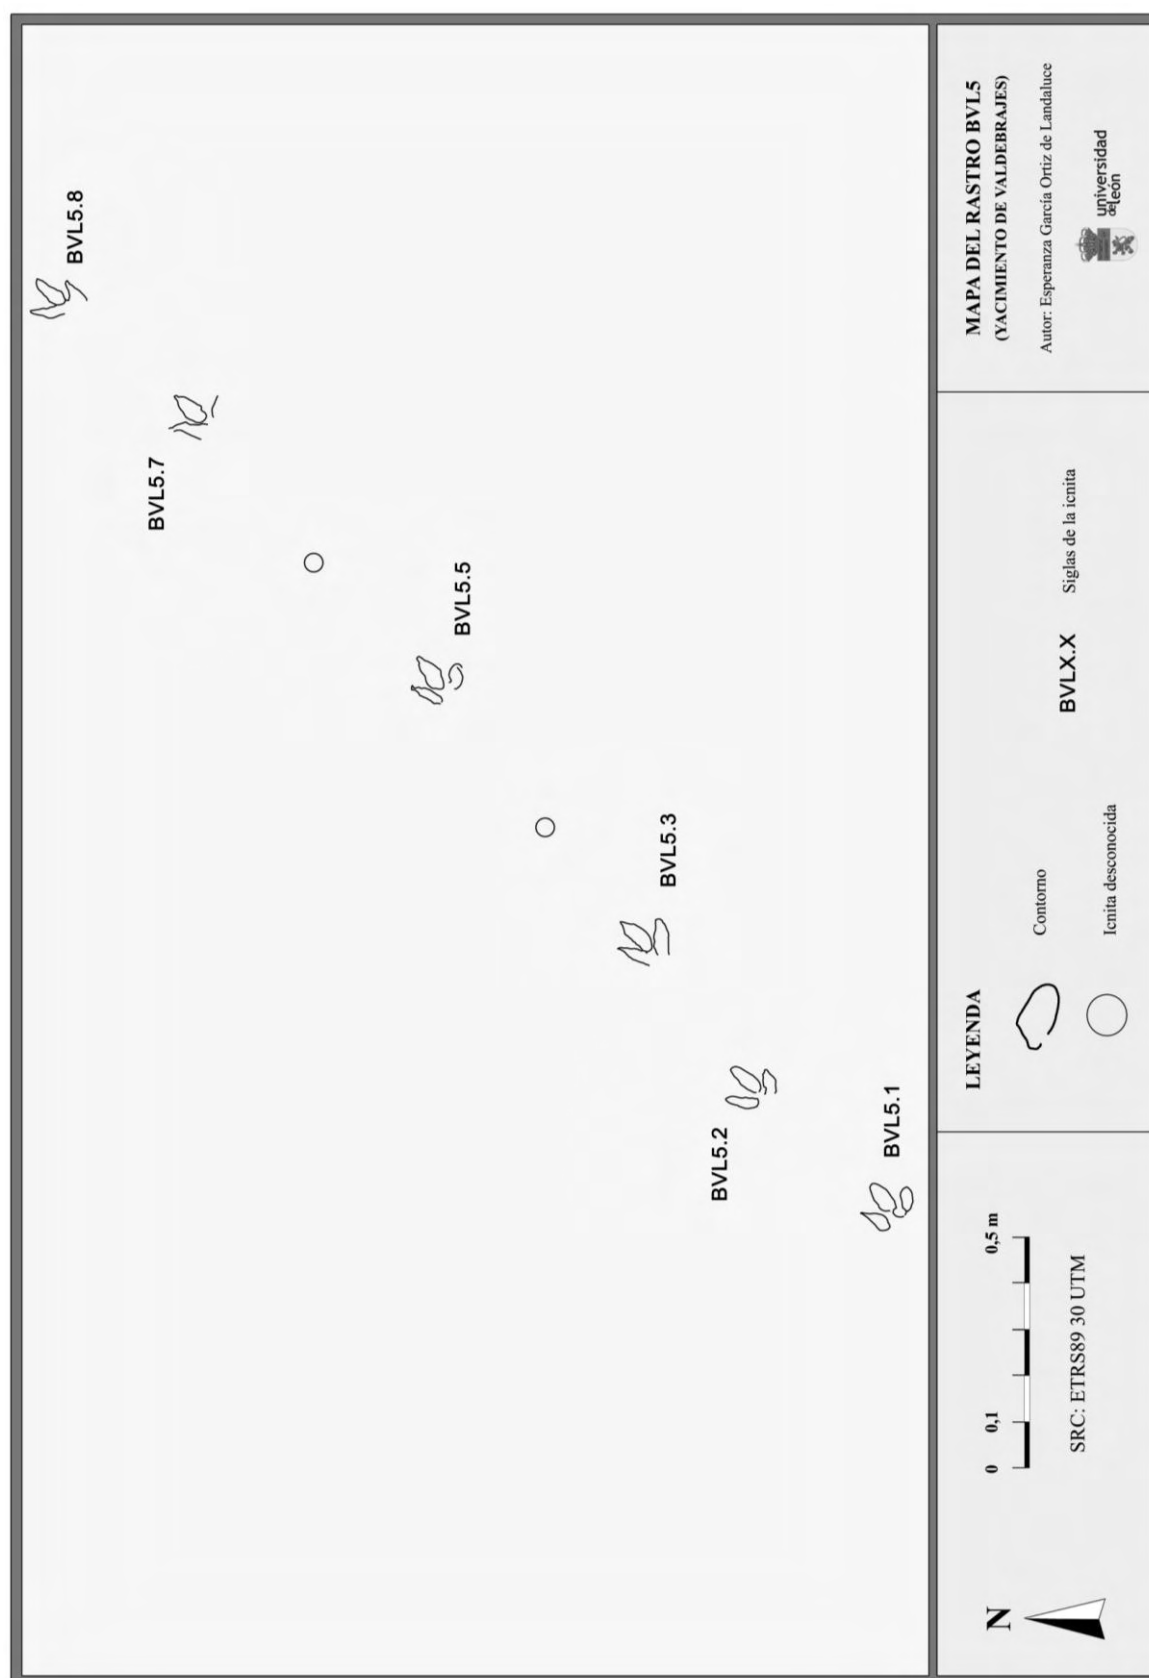 BVL5.8
BVL5.7
BVL5.5
BVL5.3
BVL5.2
BVL5.1
N
0 0,1 0,5 m
SRC: ETRS89 30 UTM
LEYENDA
Contorno
Icnita desconocida
BVLX.X Siglas de la icnita
MAPA DEL RASTRO BVL5
(YACIMIENTO DE VALDEBRAJES)
Autor: Esperanza García Ortiz de Landaluce
universidad
de león